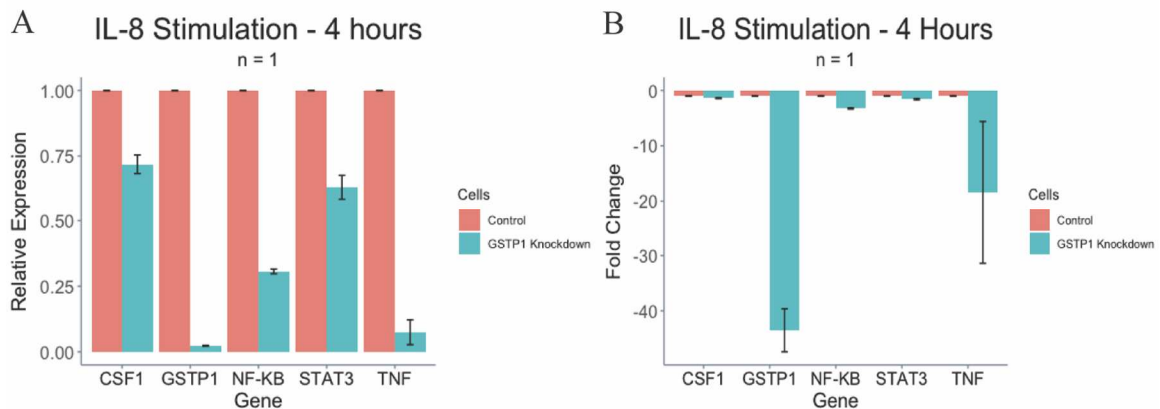 A
IL-8 Stimulation - 4 hours
n = 1
1.00
0.75
0.50
0.25
0.00
Relative Expression
CSF1 GSTP1 NF-KB STAT3 TNF
Gene
Cells
Control
GSTP1 Knockdown
B
IL-8 Stimulation - 4 Hours
n = 1
0
-10
-20
-30
-40
Fold Change
CSF1 GSTP1 NF-KB STAT3 TNF
Gene
Cells
Control
GSTP1 Knockdown